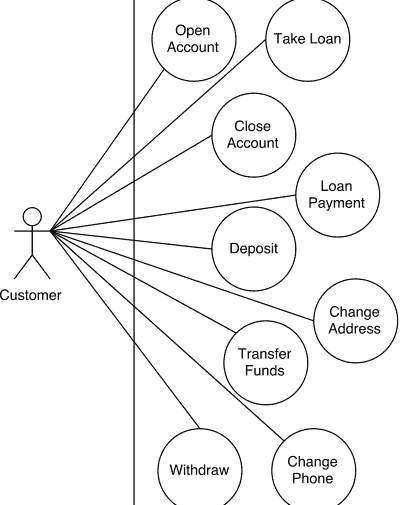 Open
Account
Take Loan
Close
Account
Loan
Payment
Deposit
Customer
Change
Address
Transfer
Funds
Withdraw
Change
Phone